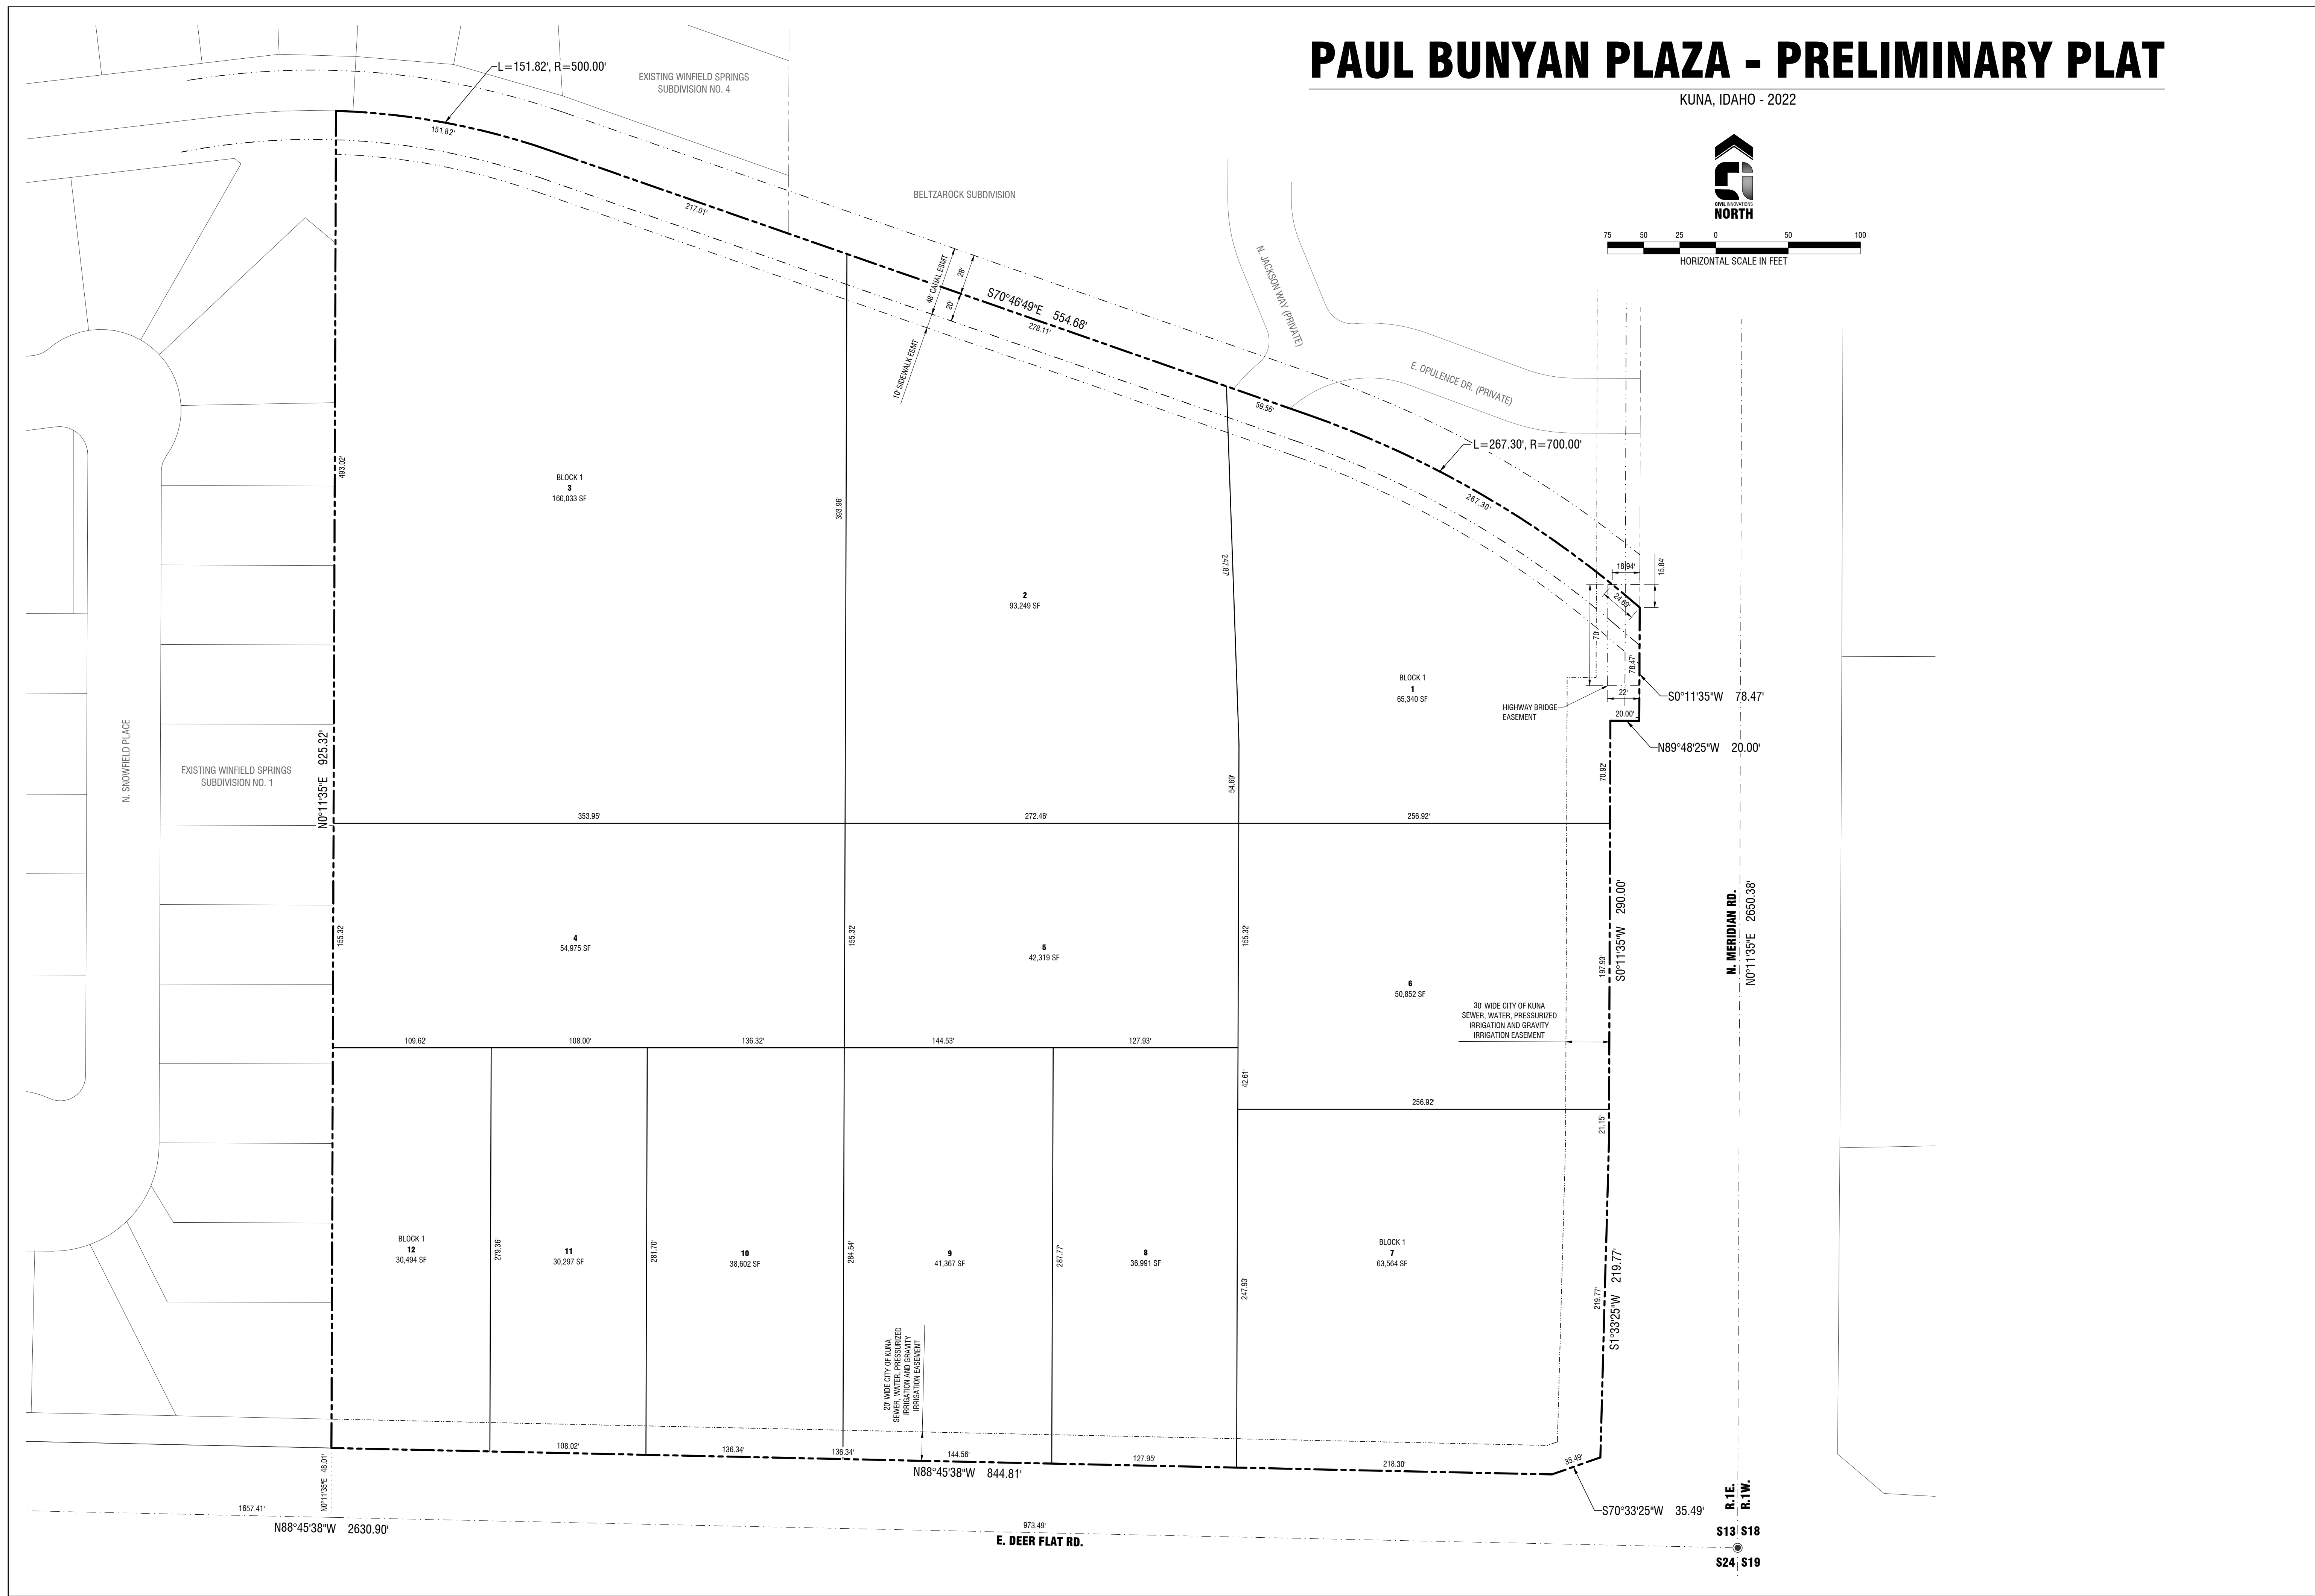 PAUL BUNYAN PLAZA - PRELIMINARY PLAT
KUNA, IDAHO - 2022
CIVIL INNOVATIONS
NORTH
75 50 25 0 50 100
HORIZONTAL SCALE IN FEET
L=151.82', R=500.00'
151.82'
EXISTING WINFIELD SPRINGS
SUBDIVISION NO. 4
BELTZAROCK SUBDIVISION
217.01'
48' CANAL ESMT
28'
20'
10' SIDEWALK ESMT
S70°46'49"E 554.68'
278.11'
N. JACKSON WAY (PRIVATE)
E. OPULENCE DR. (PRIVATE)
59.56'
L=267.30', R=700.00'
267.30'
493.02'
BLOCK 1
3
160,033 SF
393.96'
2
93,249 SF
247.87'
54.69'
BLOCK 1
1
65,340 SF
18.94'
15.84'
24.69'
70'
78.47'
22'
20.00'
HIGHWAY BRIDGE
EASEMENT
S0°11'35"W 78.47'
N89°48'25"W 20.00'
70.92'
N. SNOWFIELD PLACE
EXISTING WINFIELD SPRINGS
SUBDIVISION NO. 1
N0°11'35"E 925.32'
353.95'
272.46'
256.92'
155.32'
4
54,975 SF
155.32'
5
42,319 SF
155.32'
6
50,852 SF
197.93'
S0°11'35"W 290.00'
N. MERIDIAN RD.
N0°11'35"E 2650.38'
30' WIDE CITY OF KUNA
SEWER, WATER, PRESSURIZED
IRRIGATION AND GRAVITY
IRRIGATION EASEMENT
109.62'
108.00'
136.32'
144.53'
127.93'
42.61'
256.92'
21.15'
BLOCK 1
12
30,494 SF
279.36'
11
30,297 SF
281.70'
10
38,602 SF
284.64'
9
41,367 SF
287.77'
8
36,991 SF
247.93'
BLOCK 1
7
63,564 SF
219.77'
S1°33'25"W 219.77'
20' WIDE CITY OF KUNA
SEWER, WATER, PRESSURIZED
IRRIGATION AND GRAVITY
IRRIGATION EASEMENT
108.02'
136.34'
136.34'
144.56'
127.95'
218.30'
35.49'
N88°45'38"W 844.81'
S70°33'25"W 35.49'
N0°11'35"E 48.01'
1657.41'
N88°45'38"W 2630.90'
973.49'
E. DEER FLAT RD.
R.1E.
R.1W.
S13 S18
S24 S19